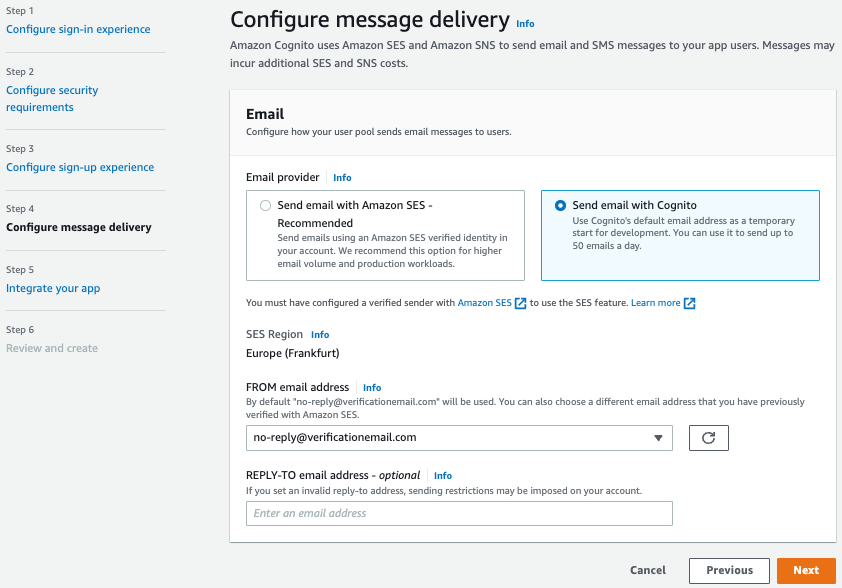 Step 1
Configure sign-in experience
Step 2
Configure security
requirements
Step 3
Configure sign-up experience
Step 4
Configure message delivery
Step 5
Integrate your app
Step 6
Review and create
Configure message delivery Info
Amazon Cognito uses Amazon SES and Amazon SNS to send email and SMS messages to your app users. Messages may
incur additional SES and SNS costs.
Email
Configure how your user pool sends email messages to users.
Email provider Info
Send email with Amazon SES -
Recommended
Send emails using an Amazon SES verified identity in
your account. We recommend this option for higher
email volume and production workloads.
Send email with Cognito
Use Cognito's default email address as a temporary
start for development. You can use it to send up to
50 emails a day.
You must have configured a verified sender with Amazon SES to use the SES feature. Learn more
SES Region Info
Europe (Frankfurt)
FROM email address Info
By default "no-reply@verificationemail.com" will be used. You can also choose a different email address that you have previously
verified with Amazon SES.
no-reply@verificationemail.com
REPLY-TO email address - optional Info
If you set an invalid reply-to address, sending restrictions may be imposed on your account.
Enter an email address
Cancel Previous Next